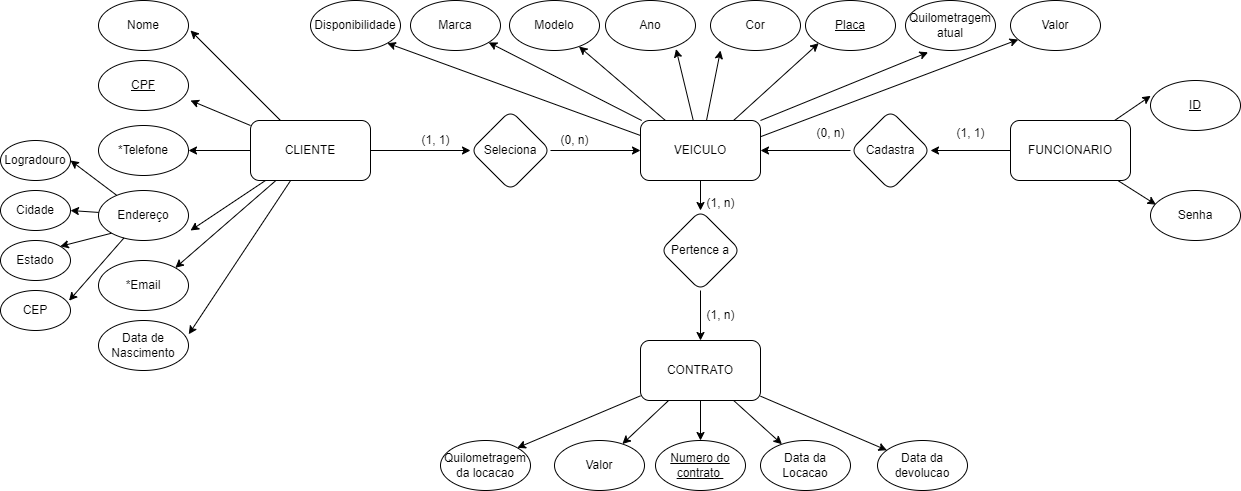 Nome
Disponibilidade
Marca
Modelo
Ano
Cor
Placa
Quilometragem
atual
Valor
CPF
ID
*Telefone
CLIENTE
(1, 1)
Seleciona
(0, n)
VEICULO
(0, n)
Cadastra
(1, 1)
FUNCIONARIO
Logradouro
Cidade
Endereço
(1, n)
Senha
Estado
Pertence a
*Email
CEP
(1, n)
Data de
Nascimento
CONTRATO
Quilometragem
da locacao
Valor
Numero do
contrato
Data da
Locacao
Data da
devolucao